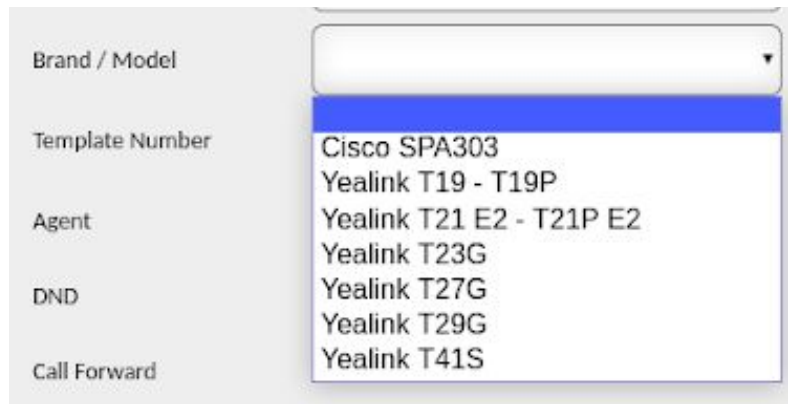 Brand / Model
Template Number
Agent
DND
Call Forward
Cisco SPA303
Yealink T19 - T19P
Yealink T21 E2 - T21P E2
Yealink T23G
Yealink T27G
Yealink T29G
Yealink T41S